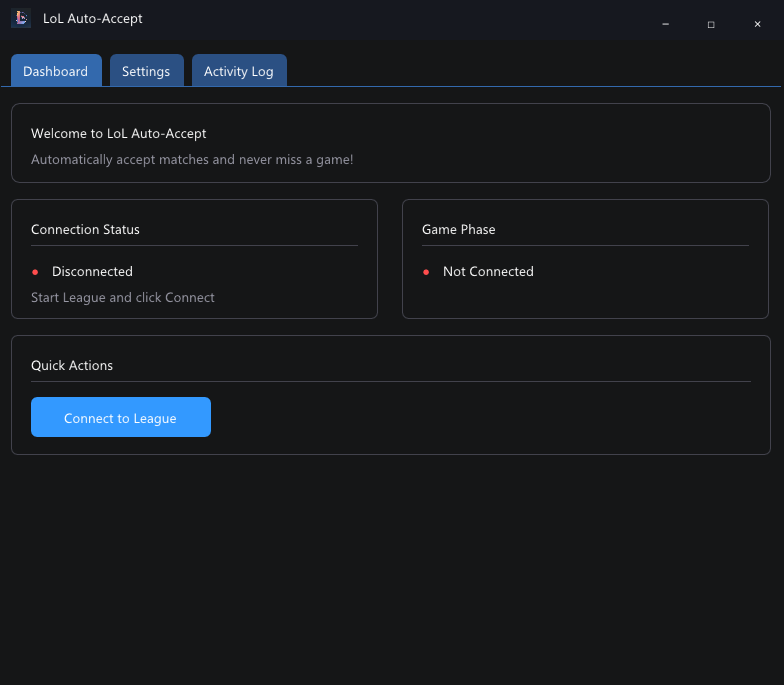 LoL Auto-Accept
Dashboard
Settings
Activity Log
Welcome to LoL Auto-Accept
Automatically accept matches and never miss a game!
Connection Status
Disconnected
Start League and click Connect
Game Phase
Not Connected
Quick Actions
Connect to League